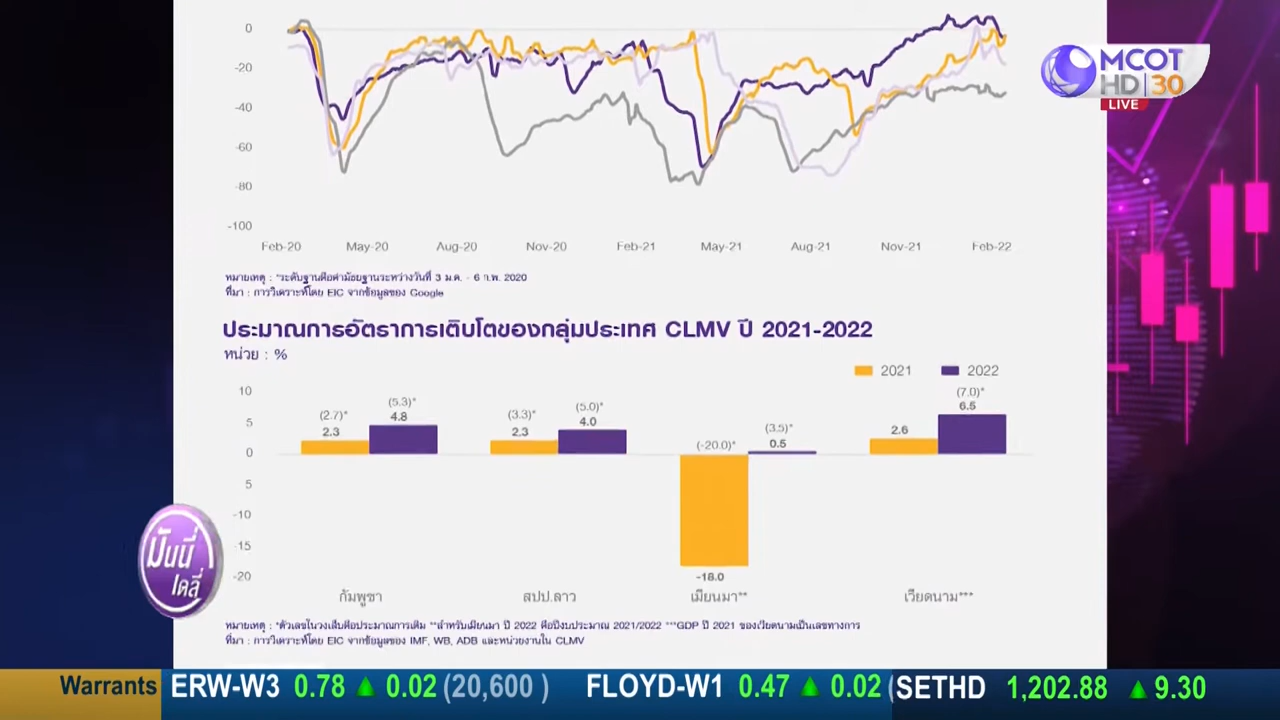 0
-20
-40
-60
-80
-100
Feb-20 May-20 Aug-20 Nov-20 Feb-21 May-21 Aug-21 Nov-21 Feb-22
MCOT
HD 30
LIVE
หมายเหตุ : *ระดับฐานคือค่ามัธยฐานระหว่างวันที่ 3 ม.ค. - 6 ก.พ. 2020
ที่มา : การวิเคราะห์โดย EIC จากข้อมูลของ Google
ประมาณการอัตราการเติบโตของกลุ่มประเทศ CLMV ปี 2021-2022
หน่วย : %
2021 2022
10
5
0
5
-10
-15
-20
(2.7)* 2.3
(5.3)* 4.8
(3.3)* 2.3
(5.0)* 4.0
(-20.0)* -18.0
(3.5)* 0.5
2.6
(7.0)* 6.5
กัมพูชา สปป.ลาว เมียนมา** เวียดนาม***
หมายเหตุ : *ตัวเลขในวงเล็บคือประมาณการเดิม **สำหรับเมียนมา ปี 2022 คือปีงบประมาณ 2021/2022 ***GDP ปี 2021 ของเวียดนามเป็นเลขทางการ
ที่มา : การวิเคราะห์โดย EIC จากข้อมูลของ IMF, WB, ADB และหน่วยงานใน CLMV
มันนี่
เดลี่
Warrants ERW-W3 0.78 0.02 (20,600 ) FLOYD-W1 0.47 0.02 ( SETHD 1,202.88 9.30